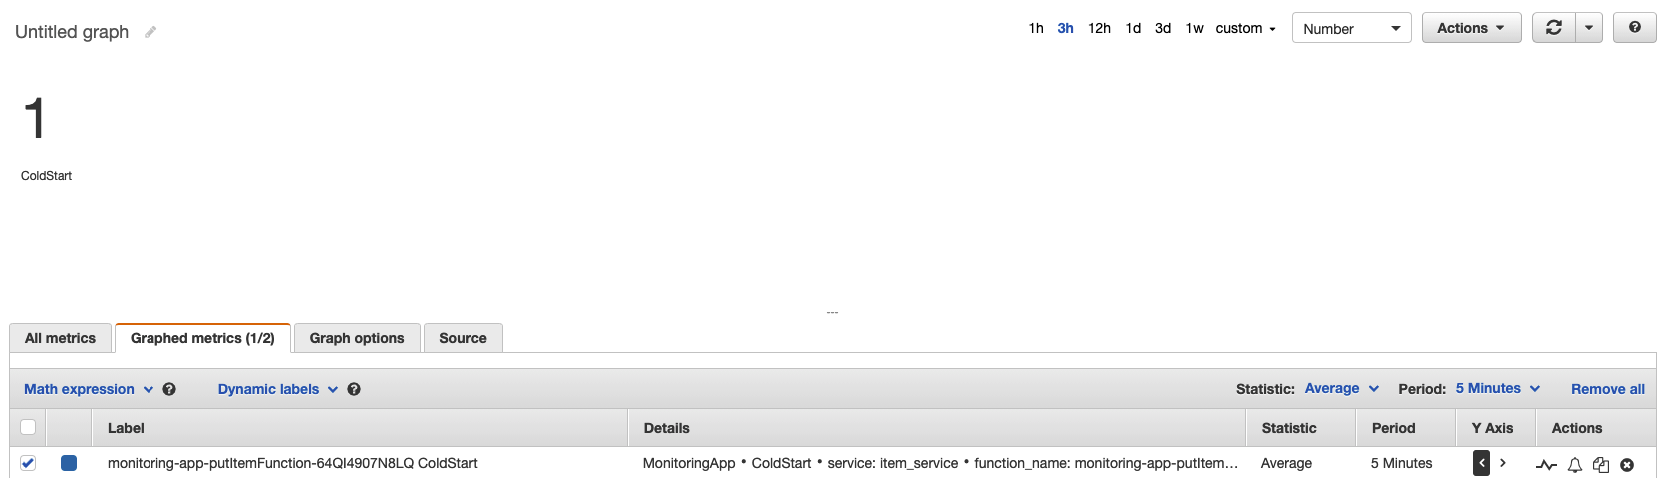 Untitled graph
1h 3h 12h 1d 3d 1w custom Number Actions
1
ColdStart
All metrics Graphed metrics (1/2) Graph options Source
Math expression Dynamic labels Statistic: Average Period: 5 Minutes Remove all
Label Details Statistic Period Y Axis Actions
monitoring-app-putItemFunction-64QI4907N8LQ ColdStart MonitoringApp • ColdStart • service: item_service • function_name: monitoring-app-putItem... Average 5 Minutes